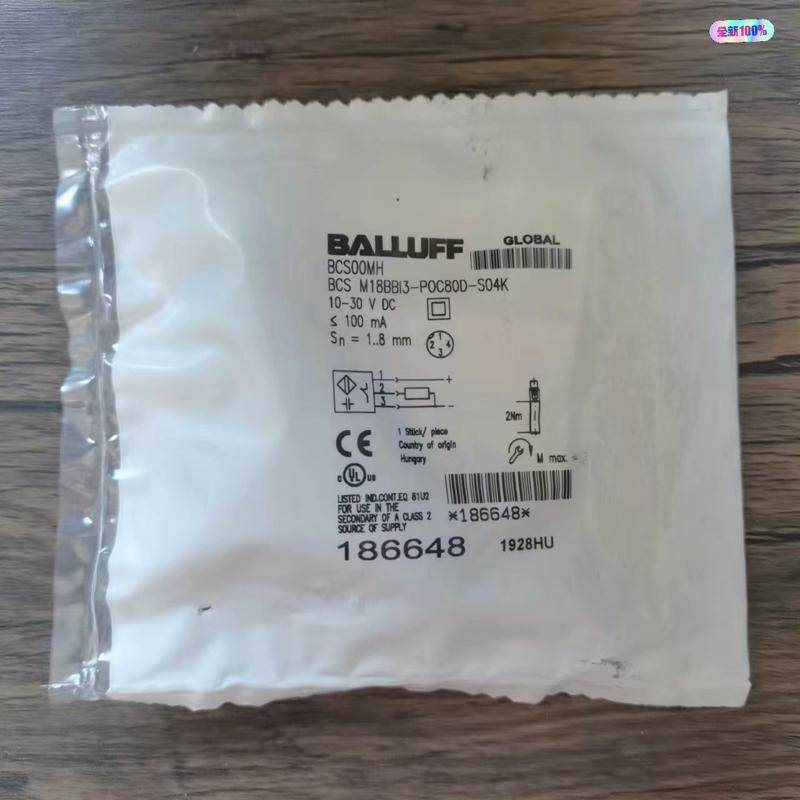 全新100%
BALLUFF
GLOBAL
BCS00MH
BCS M18BBI3-POC80D-S04K
10-30 V DC
≤ 100 mA
Sn = 1..8 mm
1
2 4
3
1 +
2
3 -
2Nm
M max.
1 Stück/ piece
Country of origin
Hungary
CE
c UL us
LISTED IND.CONT.EQ 81U2
FOR USE IN THE
SECONDARY OF A CLASS 2
SOURCE OF SUPPLY
*186648*
186648
1928HU